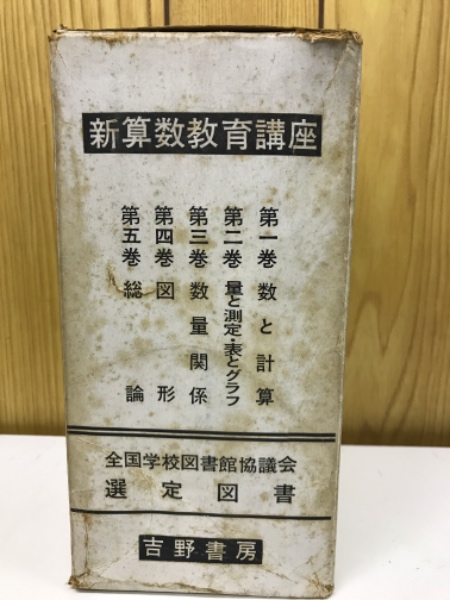 新算数教育講座
第一巻 数と計算
第二巻 量と測定・表とグラフ
第三巻 数量関係
第四巻 図形
第五巻 総論
全国学校図書館協議会
選定図書
吉野書房